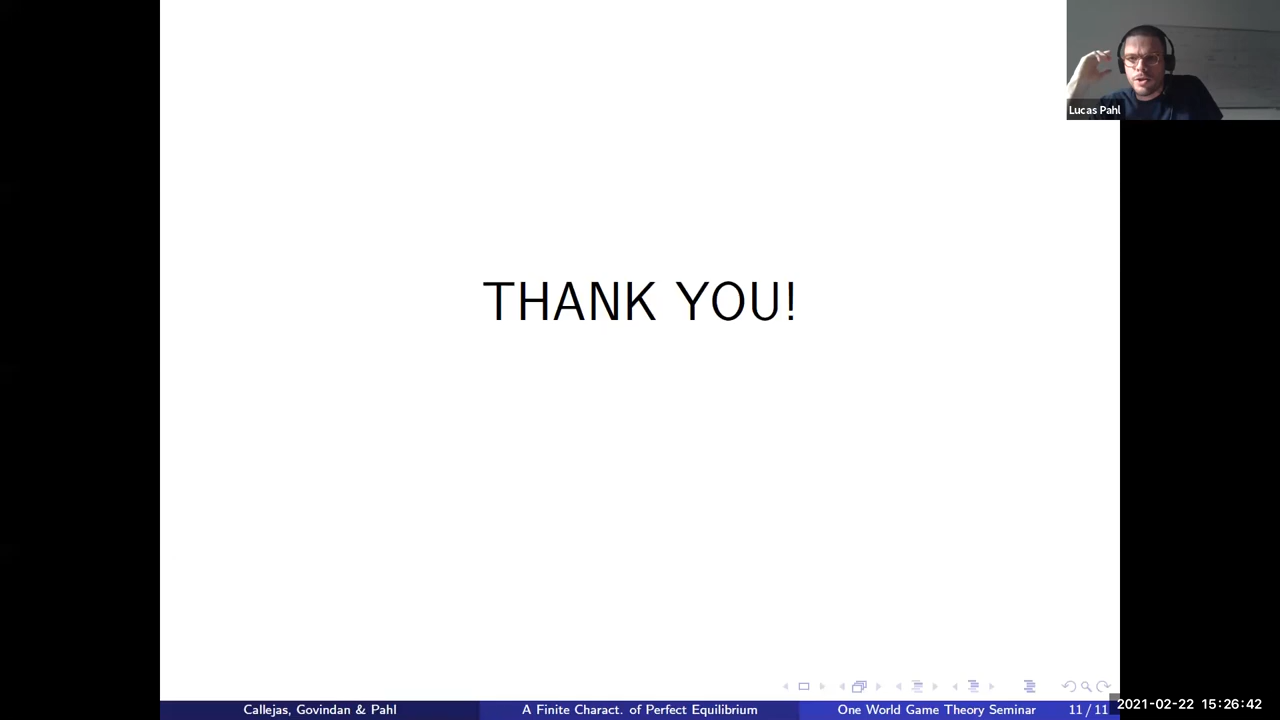 Lucas Pahl
THANK YOU!
Callejas, Govindan & Pahl
A Finite Charact. of Perfect Equilibrium
One World Game Theory Seminar
11 / 11
2021-02-22 15:26:42